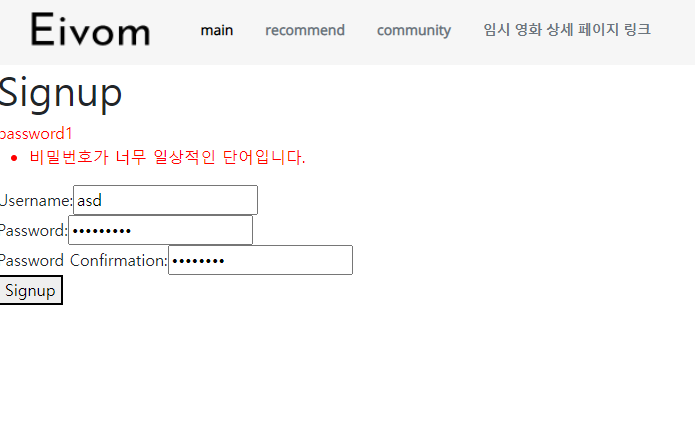 Eivom main recommend community 임시 영화 상세 페이지 링크
Signup
password1
• 비밀번호가 너무 일상적인 단어입니다.
Username: asd
Password: •••••••••
Password Confirmation: ••••••••
Signup